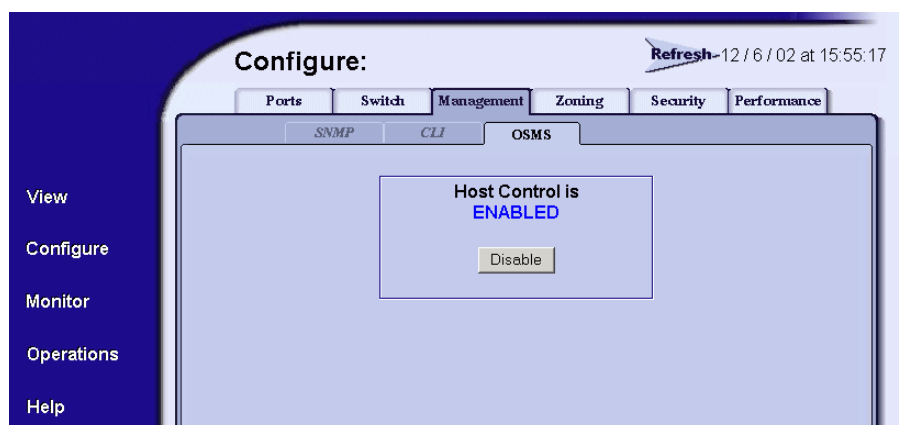 Configure:
Refresh-12 / 6 / 02 at 15:55:17
Ports Switch Management Zoning Security Performance
SNMP CLI OSMS
View
Configure
Monitor
Operations
Help
Host Control is
ENABLED
Disable